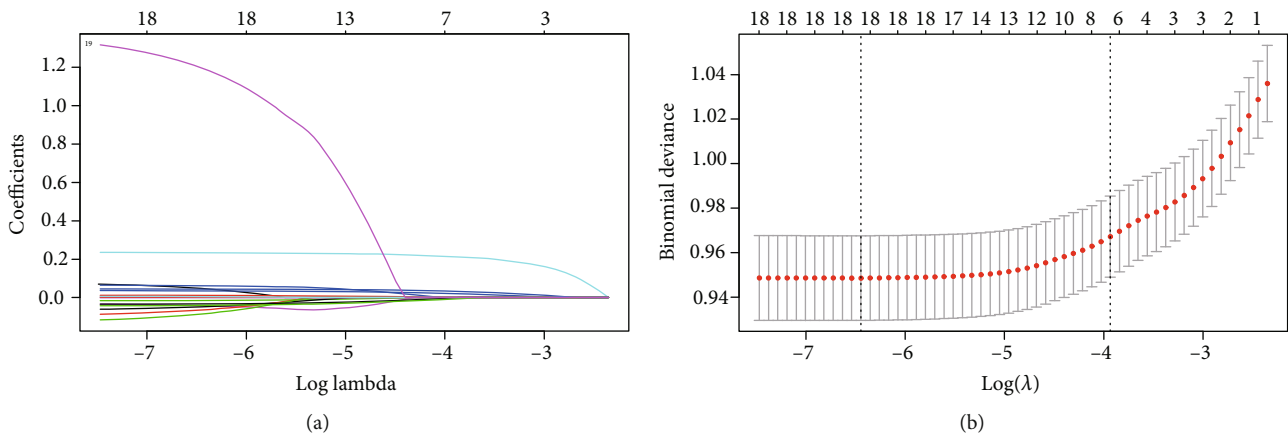 18 18 13 7 3
19
1.2
1.0
0.8
0.6
0.4
0.2
0.0
Coefficients
−7 −6 −5 −4 −3
Log lambda
(a)
18 18 18 18 18 18 17 14 13 12 10 8 6 4 3 3 2 1
1.04
1.02
1.00
0.98
0.96
0.94
Binomial deviance
−7 −6 −5 −4 −3
Log(λ)
(b)